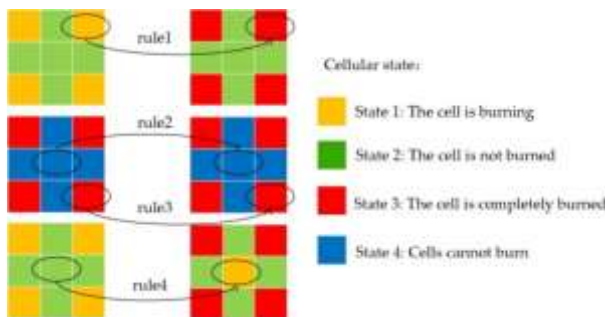 rule1
Cellular state:
State 1: The cell is burning
rule2
State 2: The cell is not burned
State 3: The cell is completely burned
rule3
State 4: Cells cannot burn
rule4